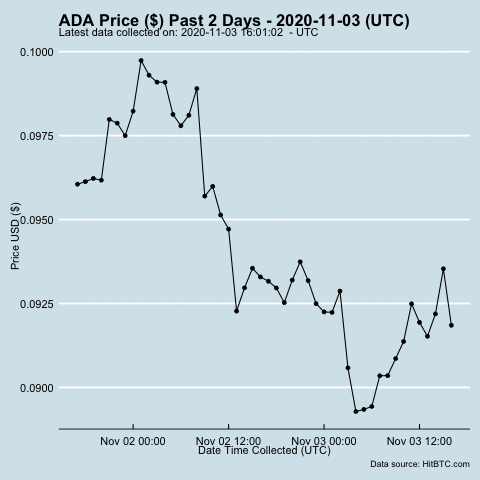 ADA Price ($) Past 2 Days - 2020-11-03 (UTC)
Latest data collected on: 2020-11-03 16:01:02 - UTC
0.1000
0.0975
0.0950
0.0925
0.0900
Price USD ($)
Nov 02 00:00 Nov 02 12:00 Nov 03 00:00 Nov 03 12:00
Date Time Collected (UTC)
Data source: HitBTC.com